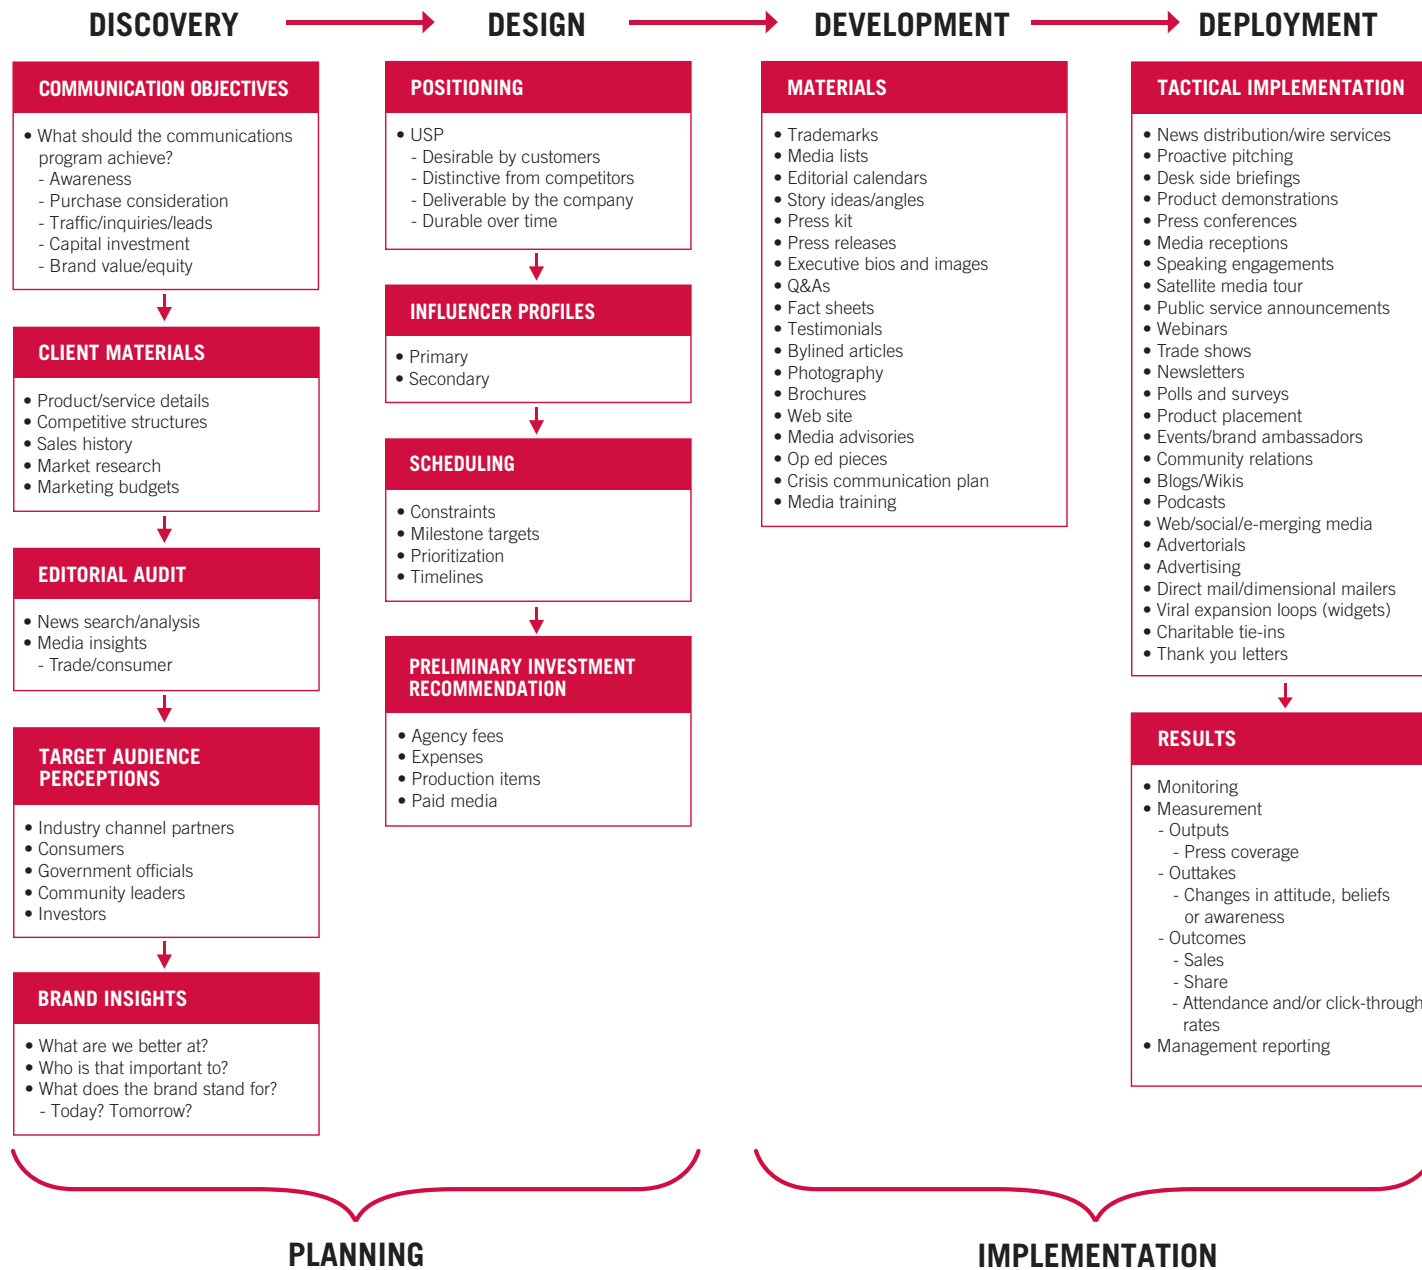 DISCOVERY
DESIGN
DEVELOPMENT
DEPLOYMENT
COMMUNICATION OBJECTIVES
• What should the communications
program achieve?
- Awareness
- Purchase consideration
- Traffic/inquiries/leads
- Capital investment
- Brand value/equity
CLIENT MATERIALS
• Product/service details
• Competitive structures
• Sales history
• Market research
• Marketing budgets
EDITORIAL AUDIT
• News search/analysis
• Media insights
- Trade/consumer
TARGET AUDIENCE
PERCEPTIONS
• Industry channel partners
• Consumers
• Government officials
• Community leaders
• Investors
BRAND INSIGHTS
• What are we better at?
• Who is that important to?
• What does the brand stand for?
- Today? Tomorrow?
POSITIONING
• USP
- Desirable by customers
- Distinctive from competitors
- Deliverable by the company
- Durable over time
INFLUENCER PROFILES
• Primary
• Secondary
SCHEDULING
• Constraints
• Milestone targets
• Prioritization
• Timelines
PRELIMINARY INVESTMENT
RECOMMENDATION
• Agency fees
• Expenses
• Production items
• Paid media
MATERIALS
• Trademarks
• Media lists
• Editorial calendars
• Story ideas/angles
• Press kit
• Press releases
• Executive bios and images
• Q&As
• Fact sheets
• Testimonials
• Bylined articles
• Photography
• Brochures
• Web site
• Media advisories
• Op ed pieces
• Crisis communication plan
• Media training
TACTICAL IMPLEMENTATION
• News distribution/wire services
• Proactive pitching
• Desk side briefings
• Product demonstrations
• Press conferences
• Media receptions
• Speaking engagements
• Satellite media tour
• Public service announcements
• Webinars
• Trade shows
• Newsletters
• Polls and surveys
• Product placement
• Events/brand ambassadors
• Community relations
• Blogs/Wikis
• Podcasts
• Web/social/e-merging media
• Advertorials
• Advertising
• Direct mail/dimensional mailers
• Viral expansion loops (widgets)
• Charitable tie-ins
• Thank you letters
RESULTS
• Monitoring
• Measurement
- Outputs
- Press coverage
- Outtakes
- Changes in attitude, beliefs
or awareness
- Outcomes
- Sales
- Share
- Attendance and/or click-through
rates
• Management reporting
PLANNING
IMPLEMENTATION